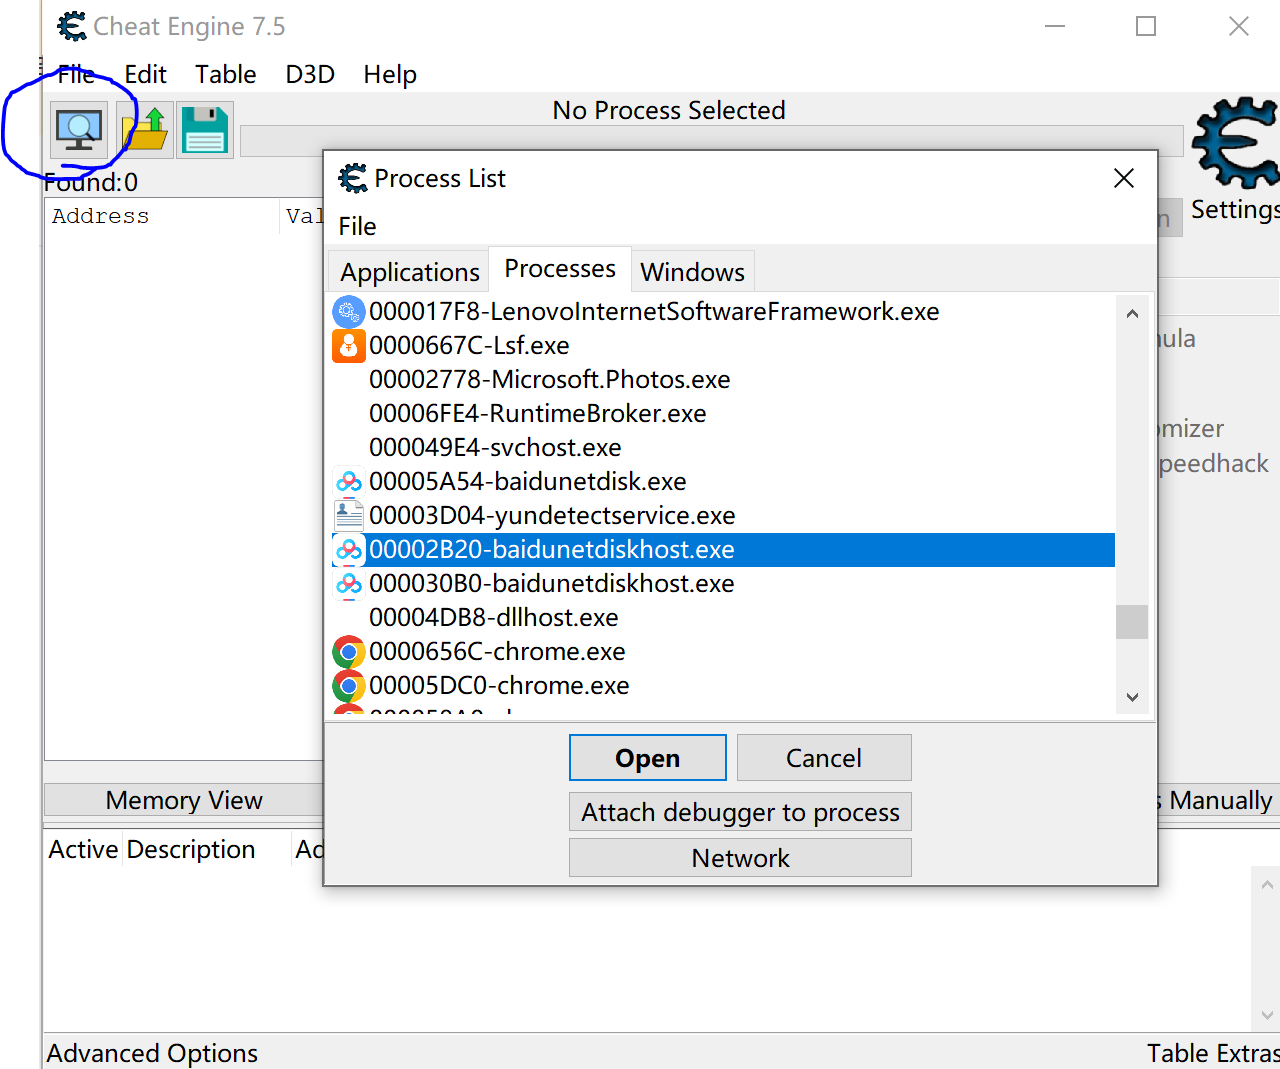 Cheat Engine 7.5
File Edit Table D3D Help
No Process Selected
Found:0
Address Val
Settings
Process List
File
Applications Processes Windows
000017F8-LenovoInternetSoftwareFramework.exe
0000667C-Lsf.exe
00002778-Microsoft.Photos.exe
00006FE4-RuntimeBroker.exe
000049E4-svchost.exe
00005A54-baidunetdisk.exe
00003D04-yundetectservice.exe
00002B20-baidunetdiskhost.exe
000030B0-baidunetdiskhost.exe
00004DB8-dllhost.exe
0000656C-chrome.exe
00005DC0-chrome.exe
n
mula
omizer
peedhack
Open Cancel
Attach debugger to process
Network
Memory View
s Manually
Active Description Ad
Advanced Options
Table Extras